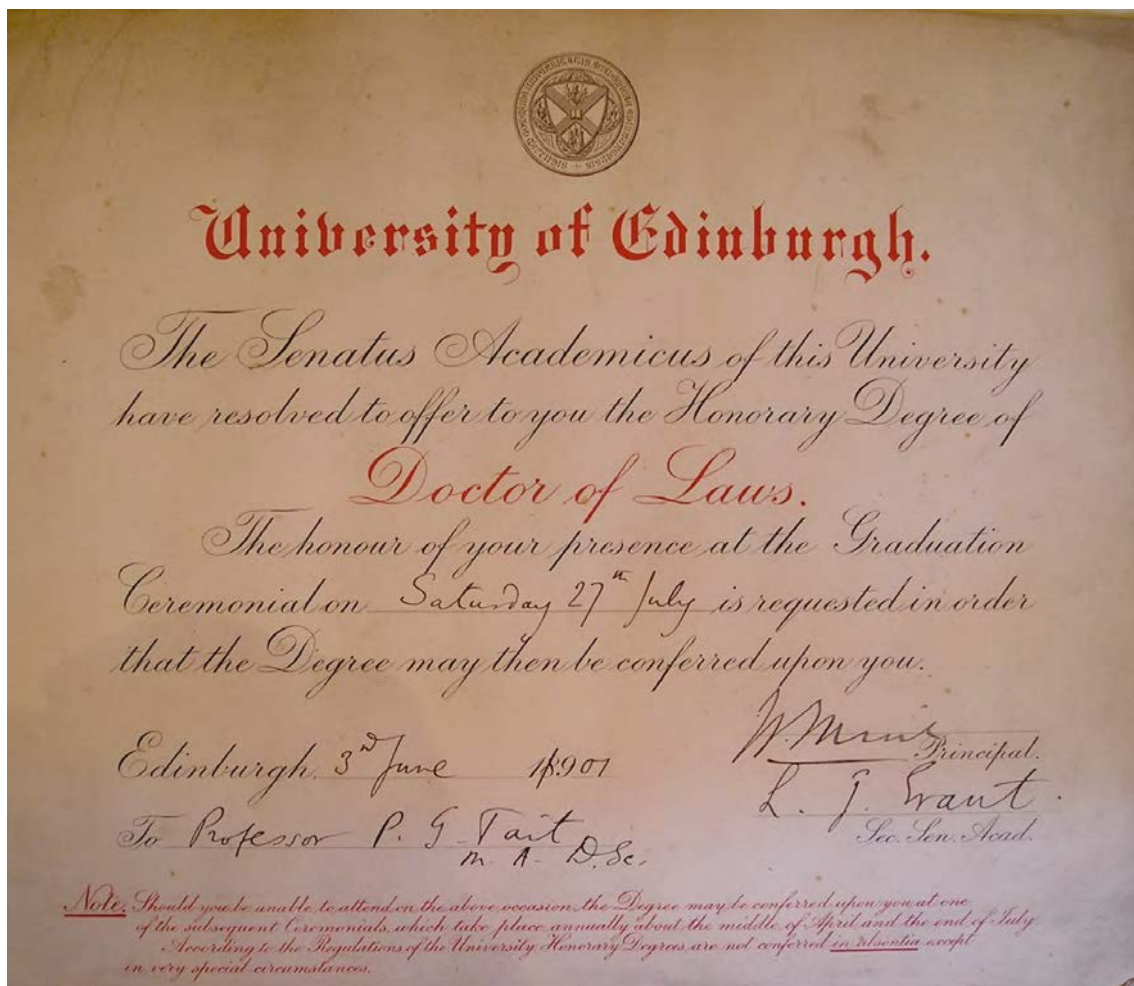 University of Edinburgh.
The Senatus Academicus of this University
have resolved to offer to you the Honorary Degree of
Doctor of Laws.
The honour of your presence at the Graduation
Ceremonial on Saturday 27th July is requested in order
that the Degree may then be conferred upon you.
W. Muir Principal.
Edinburgh, 3rd June 1901
L. J. Grant.
To Professor P. G. Tait Sec. Sen. Acad.
M. A. D. Sc.
Note. Should you be unable to attend on the above occasion, the Degree may be conferred upon you at one
of the subsequent Ceremonials, which take place annually about the middle of April and the end of July.
According to the Regulations of the University Honorary Degrees are not conferred in absentia except
in very special circumstances.